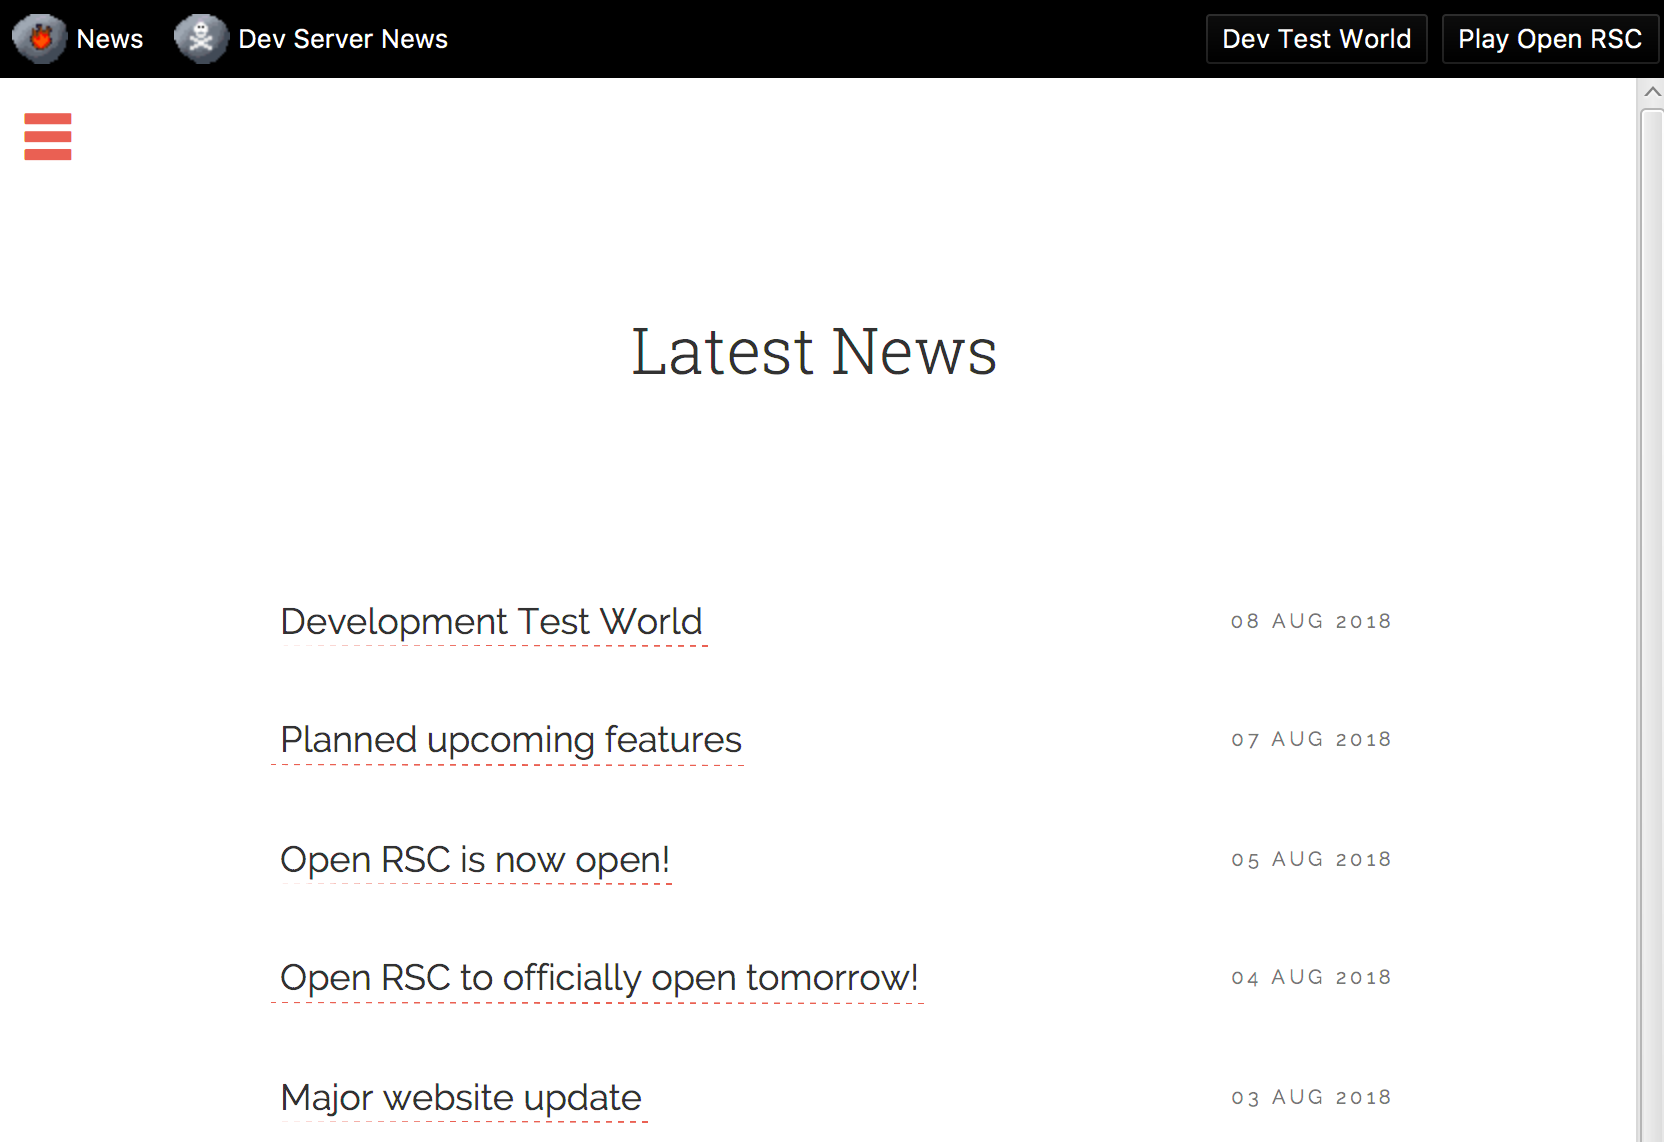 News Dev Server News Dev Test World Play Open RSC
Latest News
Development Test World 08 AUG 2018
Planned upcoming features 07 AUG 2018
Open RSC is now open! 05 AUG 2018
Open RSC to officially open tomorrow! 04 AUG 2018
Major website update 03 AUG 2018